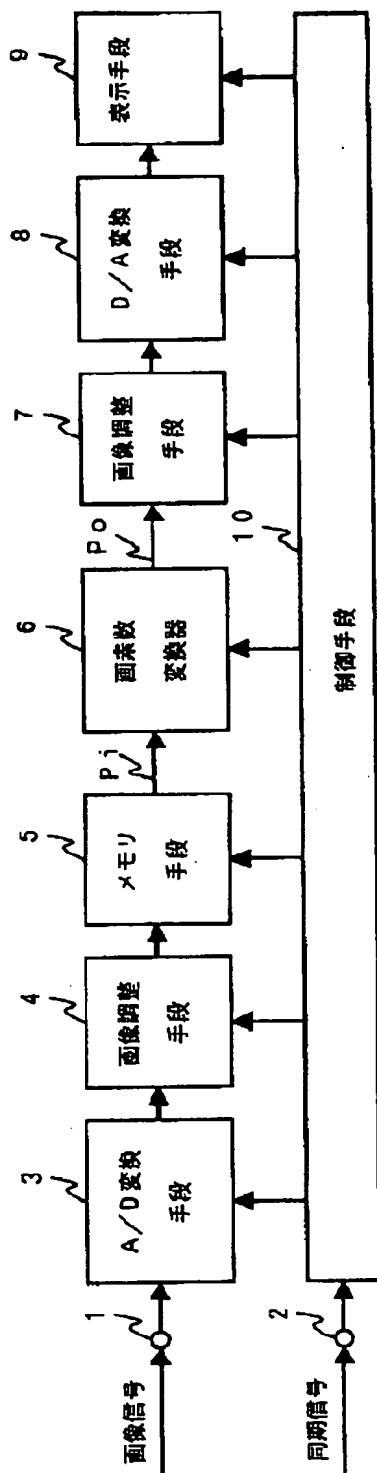 画像信号
1
3
A／D変換
手段
4
画像調整
手段
5
メモリ
手段
Pi
6
画素数
変換器
Po
7
画像調整
手段
8
D／A変換
手段
9
表示手段
同期信号
2
10
制御手段